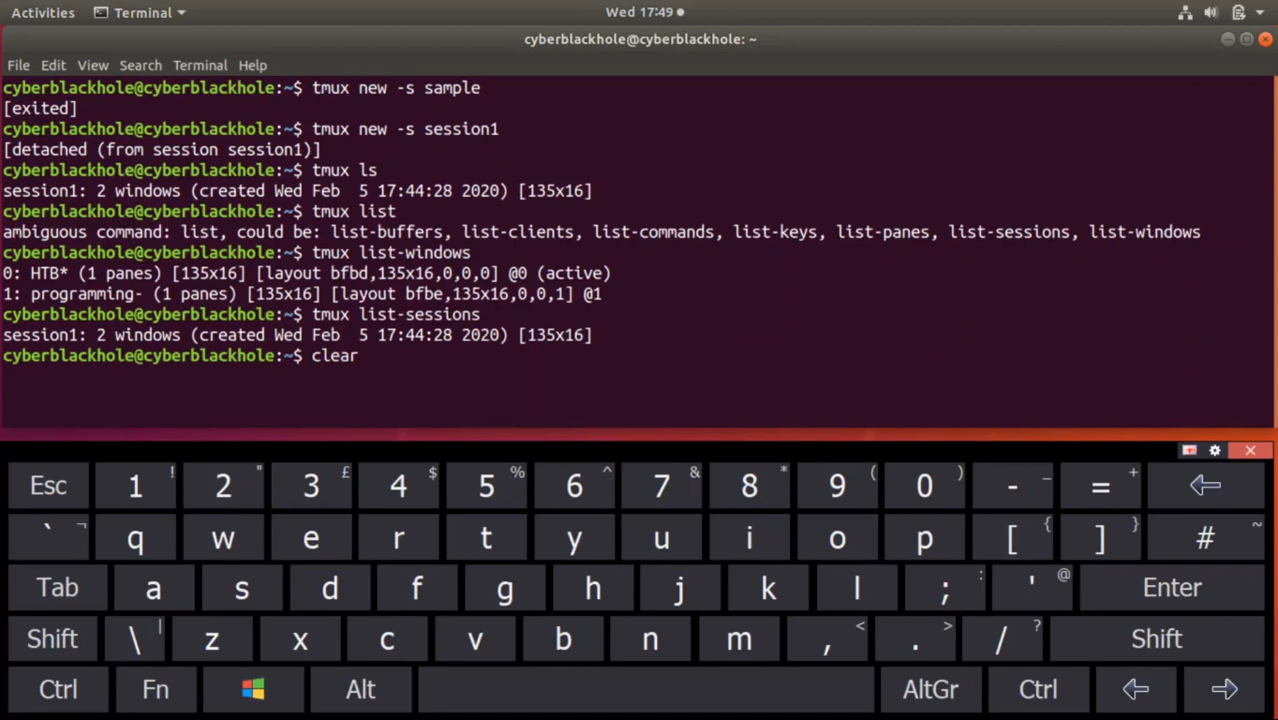 Activities Terminal Wed 17:49
cyberblackhole@cyberblackhole: ~
File Edit View Search Terminal Help
cyberblackhole@cyberblackhole:~$ tmux new -s sample
[exited]
cyberblackhole@cyberblackhole:~$ tmux new -s session1
[detached (from session session1)]
cyberblackhole@cyberblackhole:~$ tmux ls
session1: 2 windows (created Wed Feb  5 17:44:28 2020) [135x16]
cyberblackhole@cyberblackhole:~$ tmux list
ambiguous command: list, could be: list-buffers, list-clients, list-commands, list-keys, list-panes, list-sessions, list-windows
cyberblackhole@cyberblackhole:~$ tmux list-windows
0: HTB* (1 panes) [135x16] [layout bfbd,135x16,0,0,0] @0 (active)
1: programming- (1 panes) [135x16] [layout bfbe,135x16,0,0,1] @1
cyberblackhole@cyberblackhole:~$ tmux list-sessions
session1: 2 windows (created Wed Feb  5 17:44:28 2020) [135x16]
cyberblackhole@cyberblackhole:~$ clear
Esc 1 ! 2 " 3 £ 4 $ 5 % 6 ^ 7 & 8 * 9 ( 0 ) - _ = +
` ¬ q w e r t y u i o p [ { ] } # ~
Tab a s d f g h j k l ; : ' @ Enter
Shift \ | z x c v b n m , < . > / ? Shift
Ctrl Fn Alt AltGr Ctrl